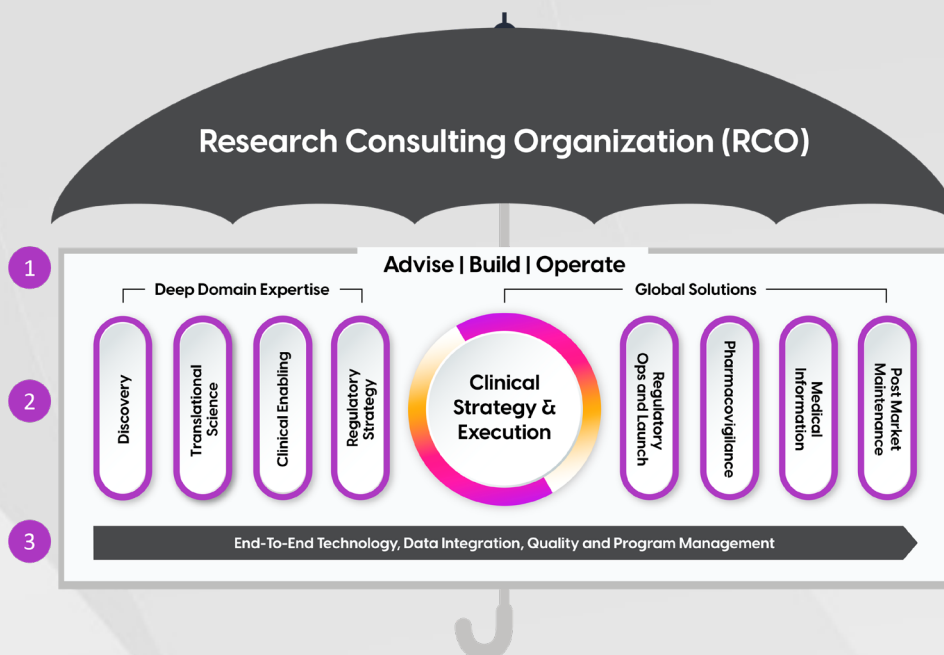 Research Consulting Organization (RCO)
1
Advise | Build | Operate
Deep Domain Expertise
Global Solutions
2
Discovery
Translational
Science
Clinical Enabling
Regulatory
Strategy
Clinical
Strategy &
Execution
Regulatory
Ops and Launch
Pharmacovigilance
Medical
Information
Post Market
Maintenance
3
End-To-End Technology, Data Integration, Quality and Program Management